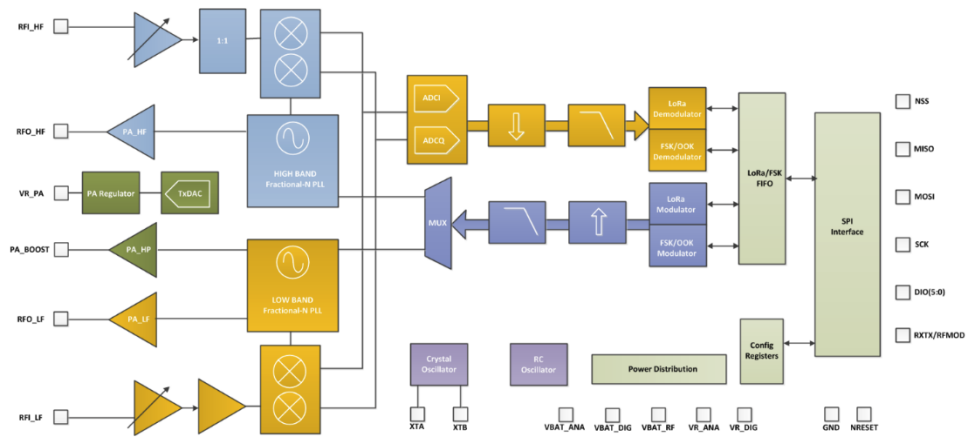 RFI_HF
1:1
RFO_HF
PA_HF
HIGH BAND
Fractional-N PLL
VR_PA
PA Regulator
TxDAC
PA_BOOST
PA_HP
LOW BAND
Fractional-N PLL
RFO_LF
PA_LF
RFI_LF
ADCI
ADCQ
LoRa
Demodulator
FSK/OOK
Demodulator
MUX
LoRa
Modulator
FSK/OOK
Modulator
LoRa/FSK
FIFO
SPI
Interface
Config
Registers
Crystal
Oscillator
RC
Oscillator
Power Distribution
XTA
XTB
VBAT_ANA
VBAT_DIG
VBAT_RF
VR_ANA
VR_DIG
GND
NRESET
NSS
MISO
MOSI
SCK
DIO(5:0)
RXTX/RFMOD